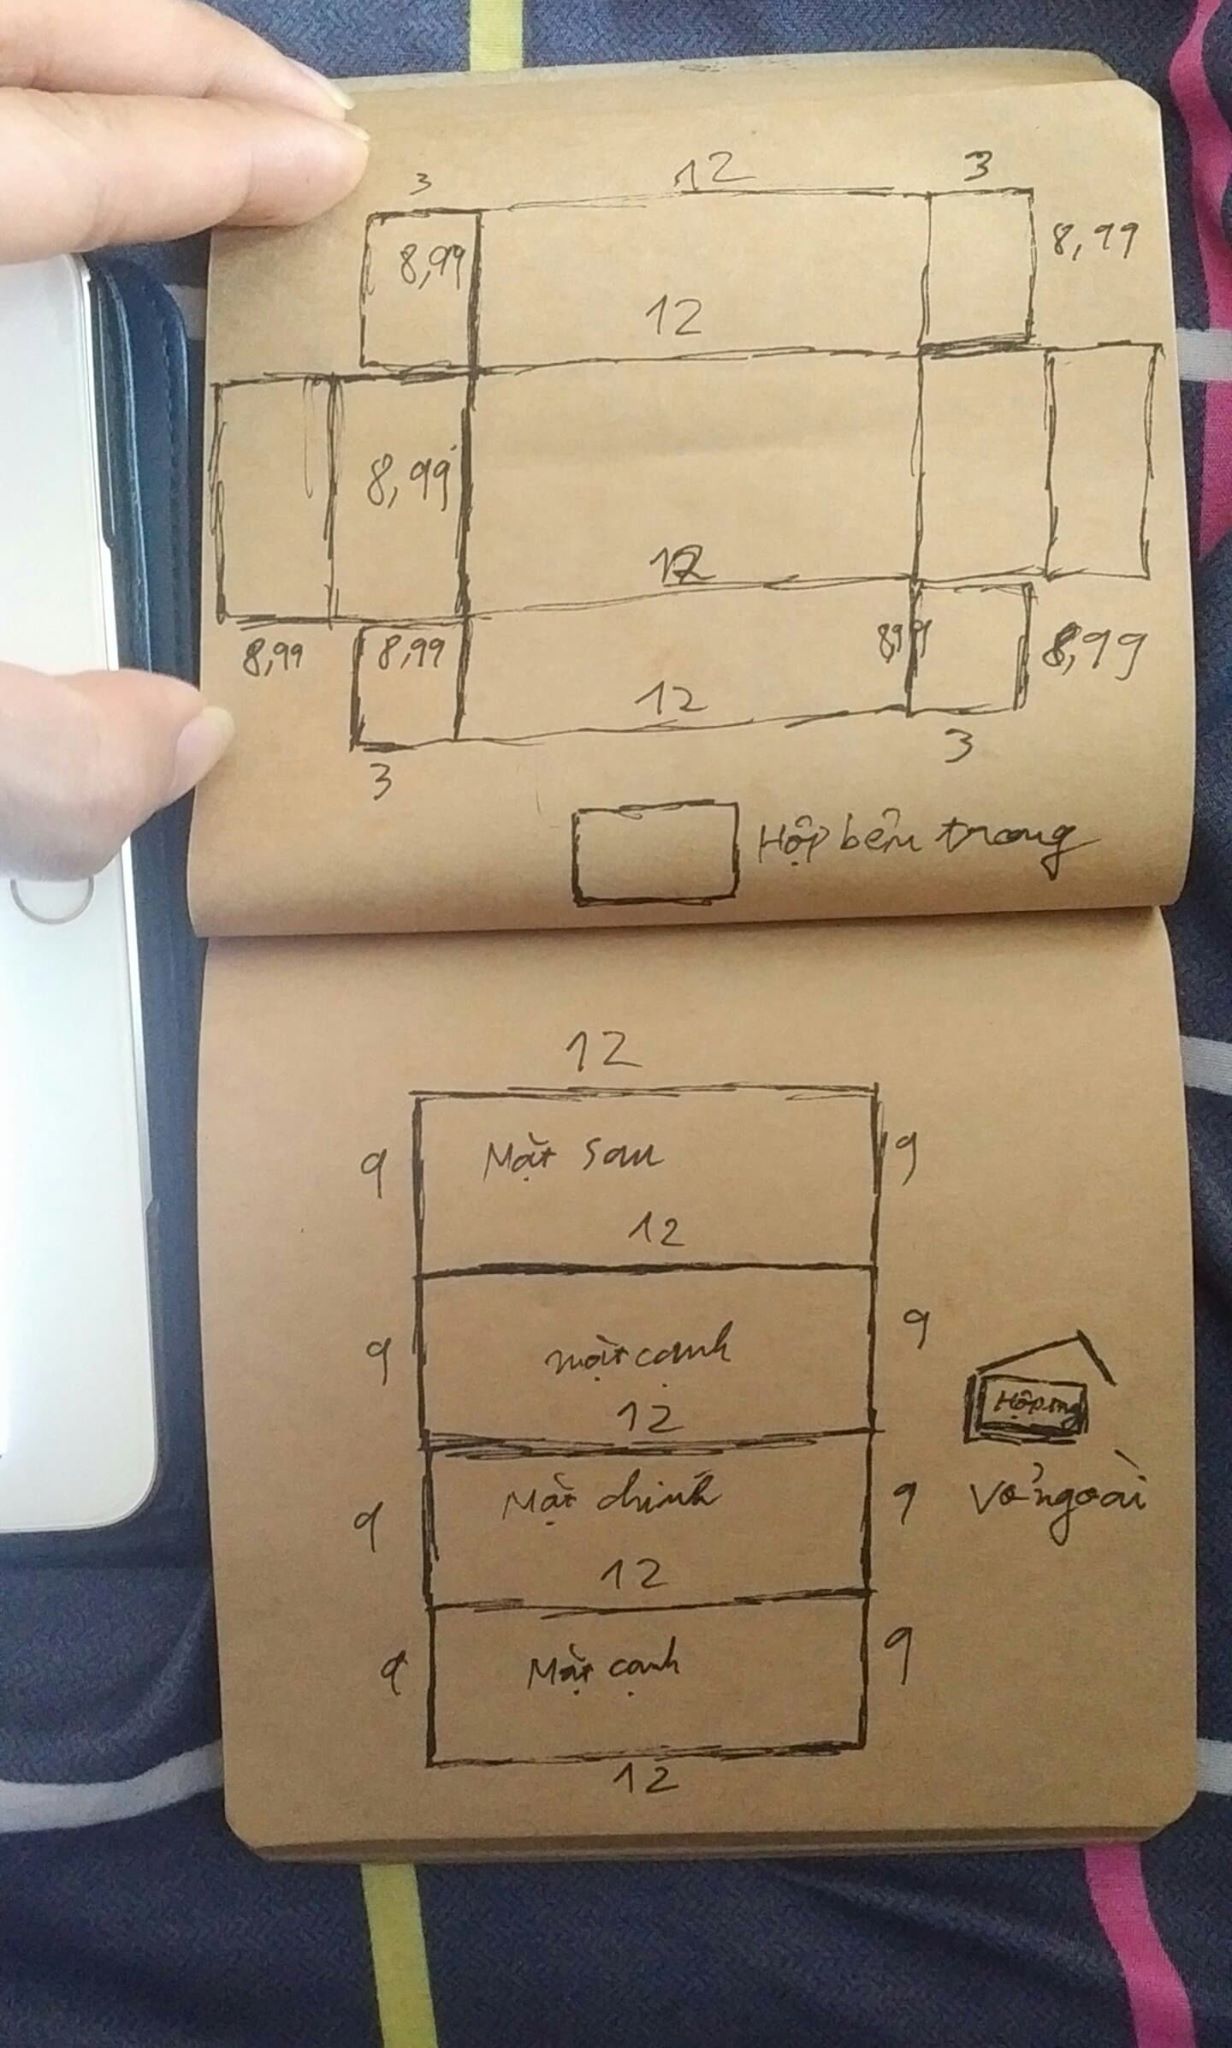 3 12 3
8,99 8,99
12
8,99
12
8,99 8,99 8,99 8,99
12
3 3
Hộp bên trong
12
9 Mặt sau 9
12
9 mặt cạnh 9
12
Hộp trong
9 Mặt chính 9
Vỏ ngoài
12
9 Mặt cạnh 9
12